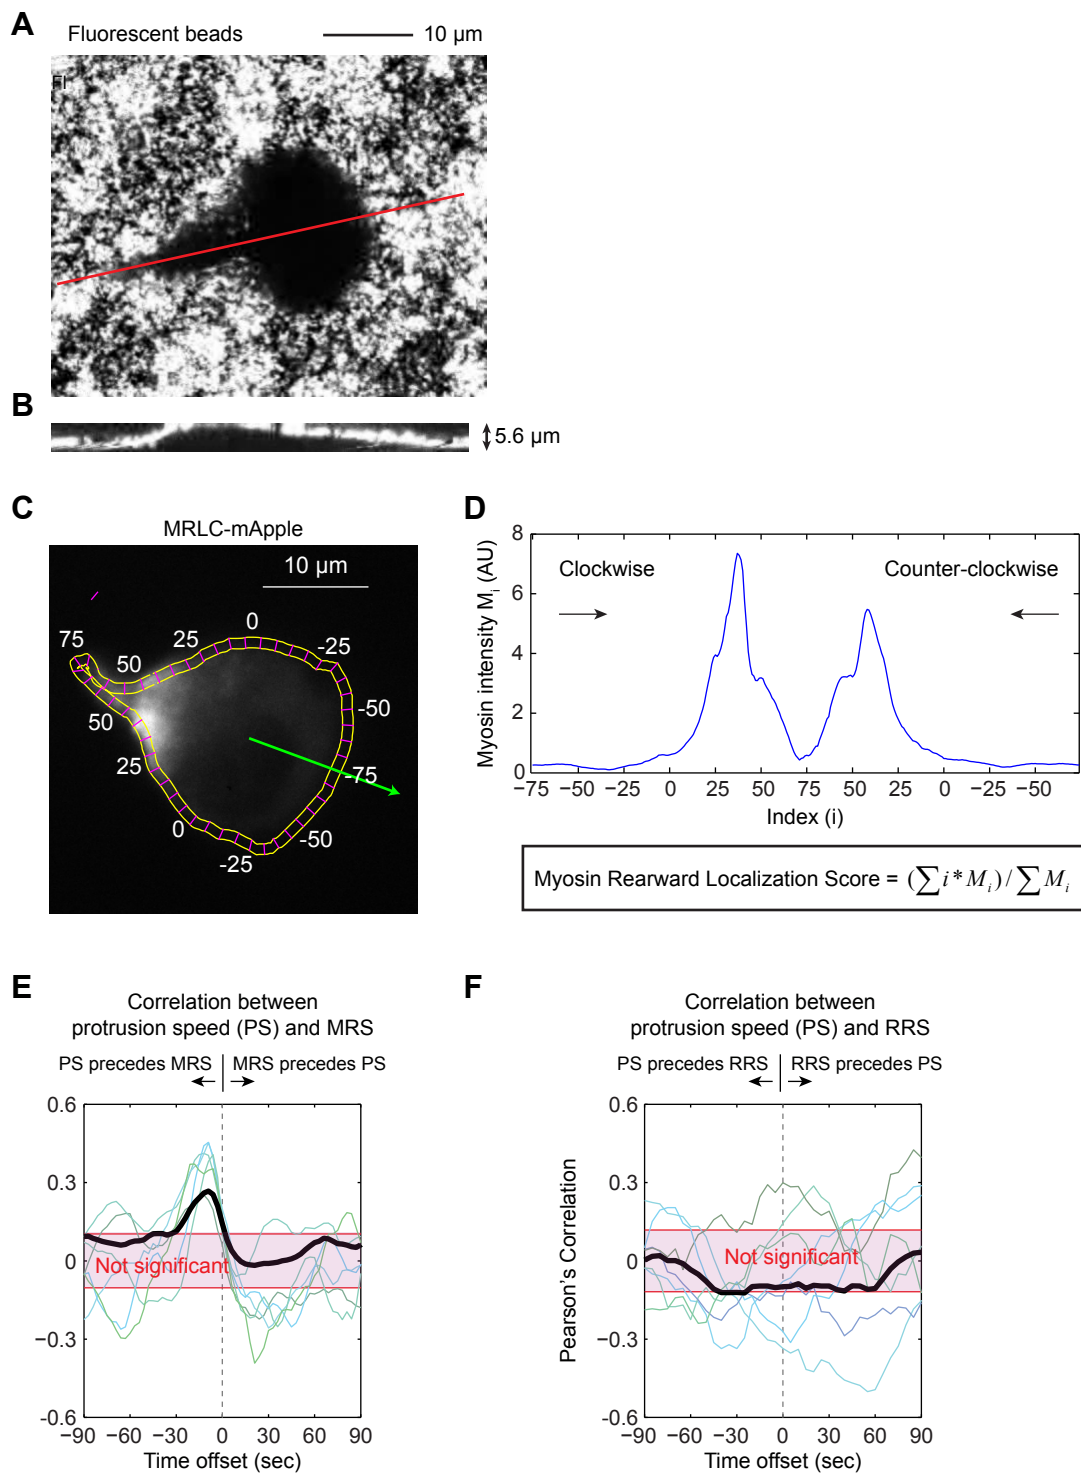 A
Fluorescent beads
10 μm
FI
B
5.6 μm
C
MRLC-mApple
10 μm
0
25
-25
75
50
50
-50
25
-75
0
-50
-25
D
Myosin intensity Mi (AU)
8
6
4
2
0
Clockwise
Counter-clockwise
−75 −50 −25 0 25 50 75 50 25 0 −25 −50
Index (i)
Myosin Rearward Localization Score = (∑ i * Mi) / ∑ Mi
E
Correlation between
protrusion speed (PS) and MRS
PS precedes MRS
MRS precedes PS
0.6
0.3
0
−0.3
-0.6
Not significant
−90 −60 −30 0 30 60 90
Time offset (sec)
F
Correlation between
protrusion speed (PS) and RRS
PS precedes RRS
RRS precedes PS
Pearson's Correlation
0.6
0.3
0
−0.3
-0.6
Not significant
−90 −60 −30 0 30 60 90
Time offset (sec)